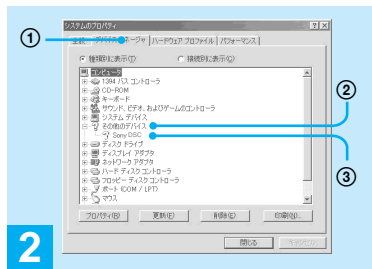 システムのプロパティ
①
全般 デバイス マネージャ ハードウェア プロファイル パフォーマンス
種類別に表示(T) 接続別に表示(C)
コンピュータ
1394 バス コントローラ
CD-ROM
キーボード
サウンド、ビデオ、およびゲームのコントローラ
システム デバイス
②
その他のデバイス
Sony DSC
③
ディスク ドライブ
ディスプレイ アダプタ
ネットワーク アダプタ
ハード ディスク コントローラ
フロッピー ディスク コントローラ
ポート (COM / LPT)
マウス
プロパティ(R) 更新(F) 削除(E) 印刷(N)...
閉じる キャンセル
2